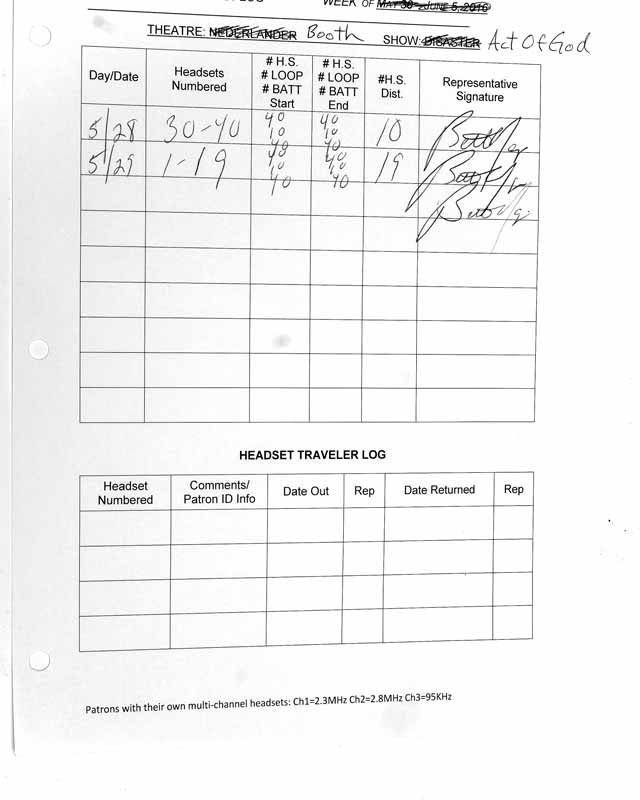 WEEK OF MAY 30 - JUNE 5, 2016
THEATRE: NEDERLANDER Booth SHOW: DISASTER Act Of God
Day/Date Headsets Numbered # H.S. # LOOP # BATT Start # H.S. # LOOP # BATT End #H.S. Dist. Representative Signature
5/28 30-40 40 10 40 40 10 40 10
5/29 1-19 40 10 40 40 10 40 19
HEADSET TRAVELER LOG
Headset Numbered Comments/ Patron ID Info Date Out Rep Date Returned Rep
Patrons with their own multi-channel headsets: Ch1=2.3MHz Ch2=2.8MHz Ch3=95KHz